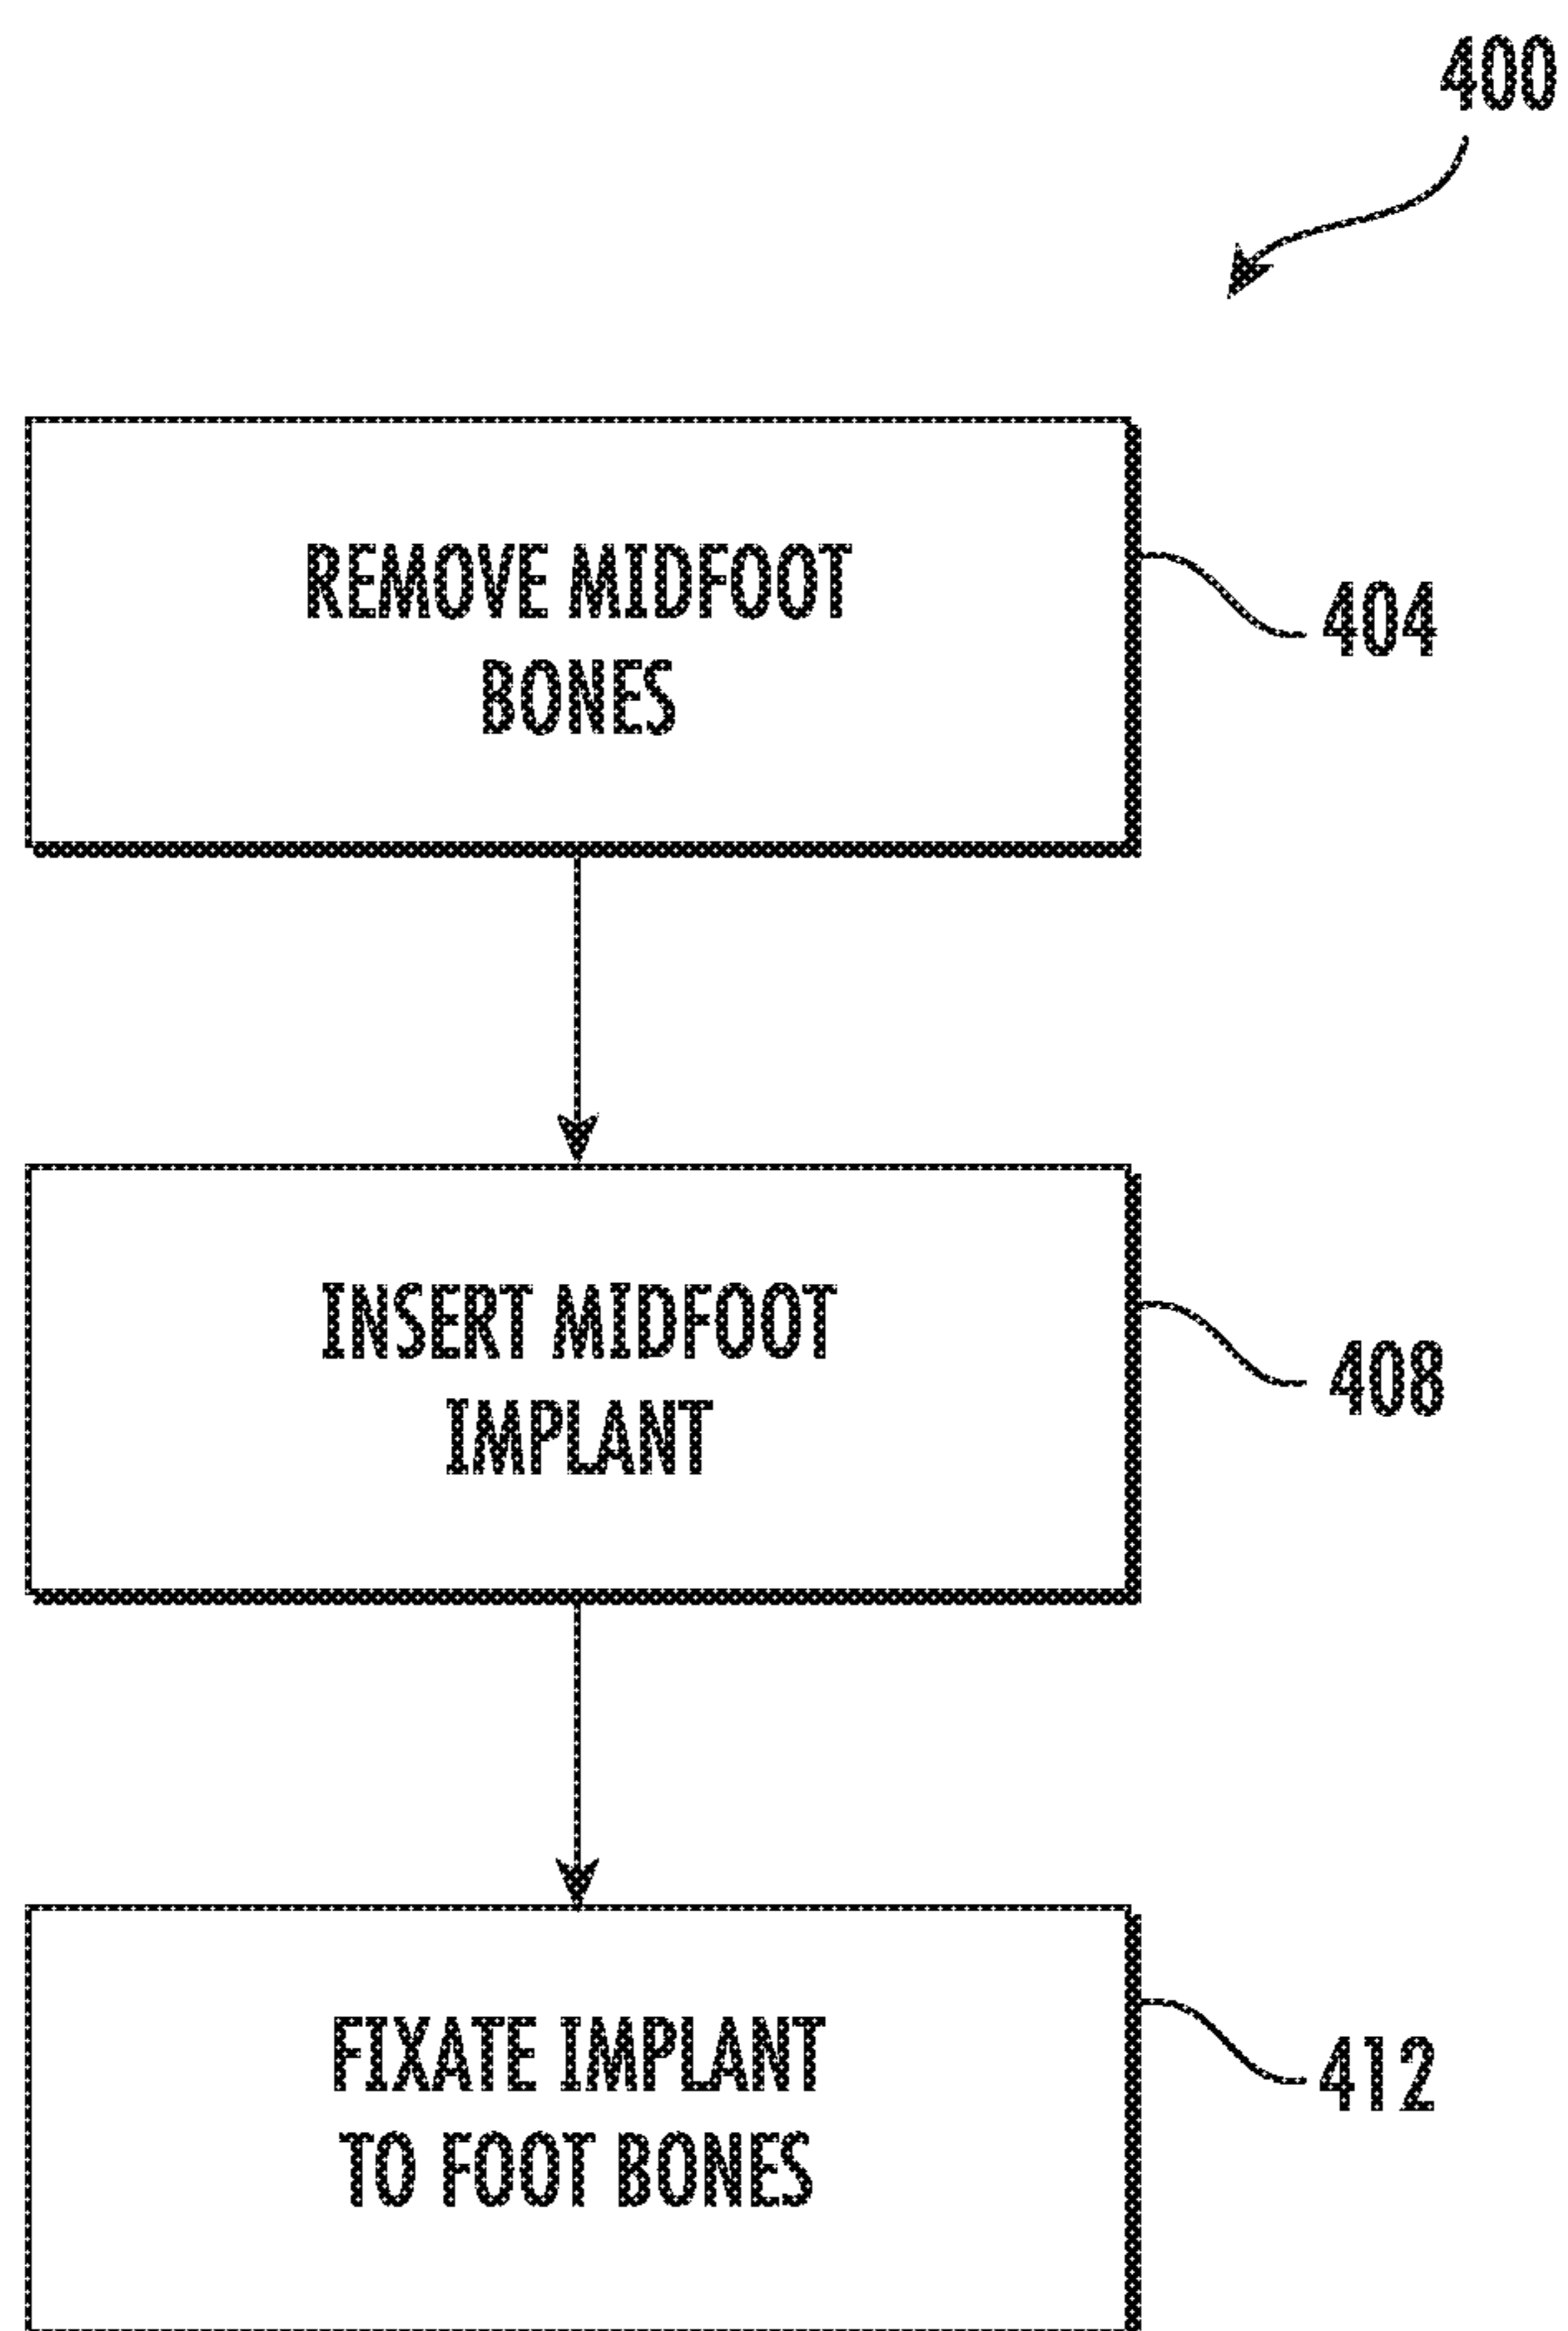 400
REMOVE MIDFOOT
BONES
404
INSERT MIDFOOT
IMPLANT
408
FIXATE IMPLANT
TO FOOT BONES
412